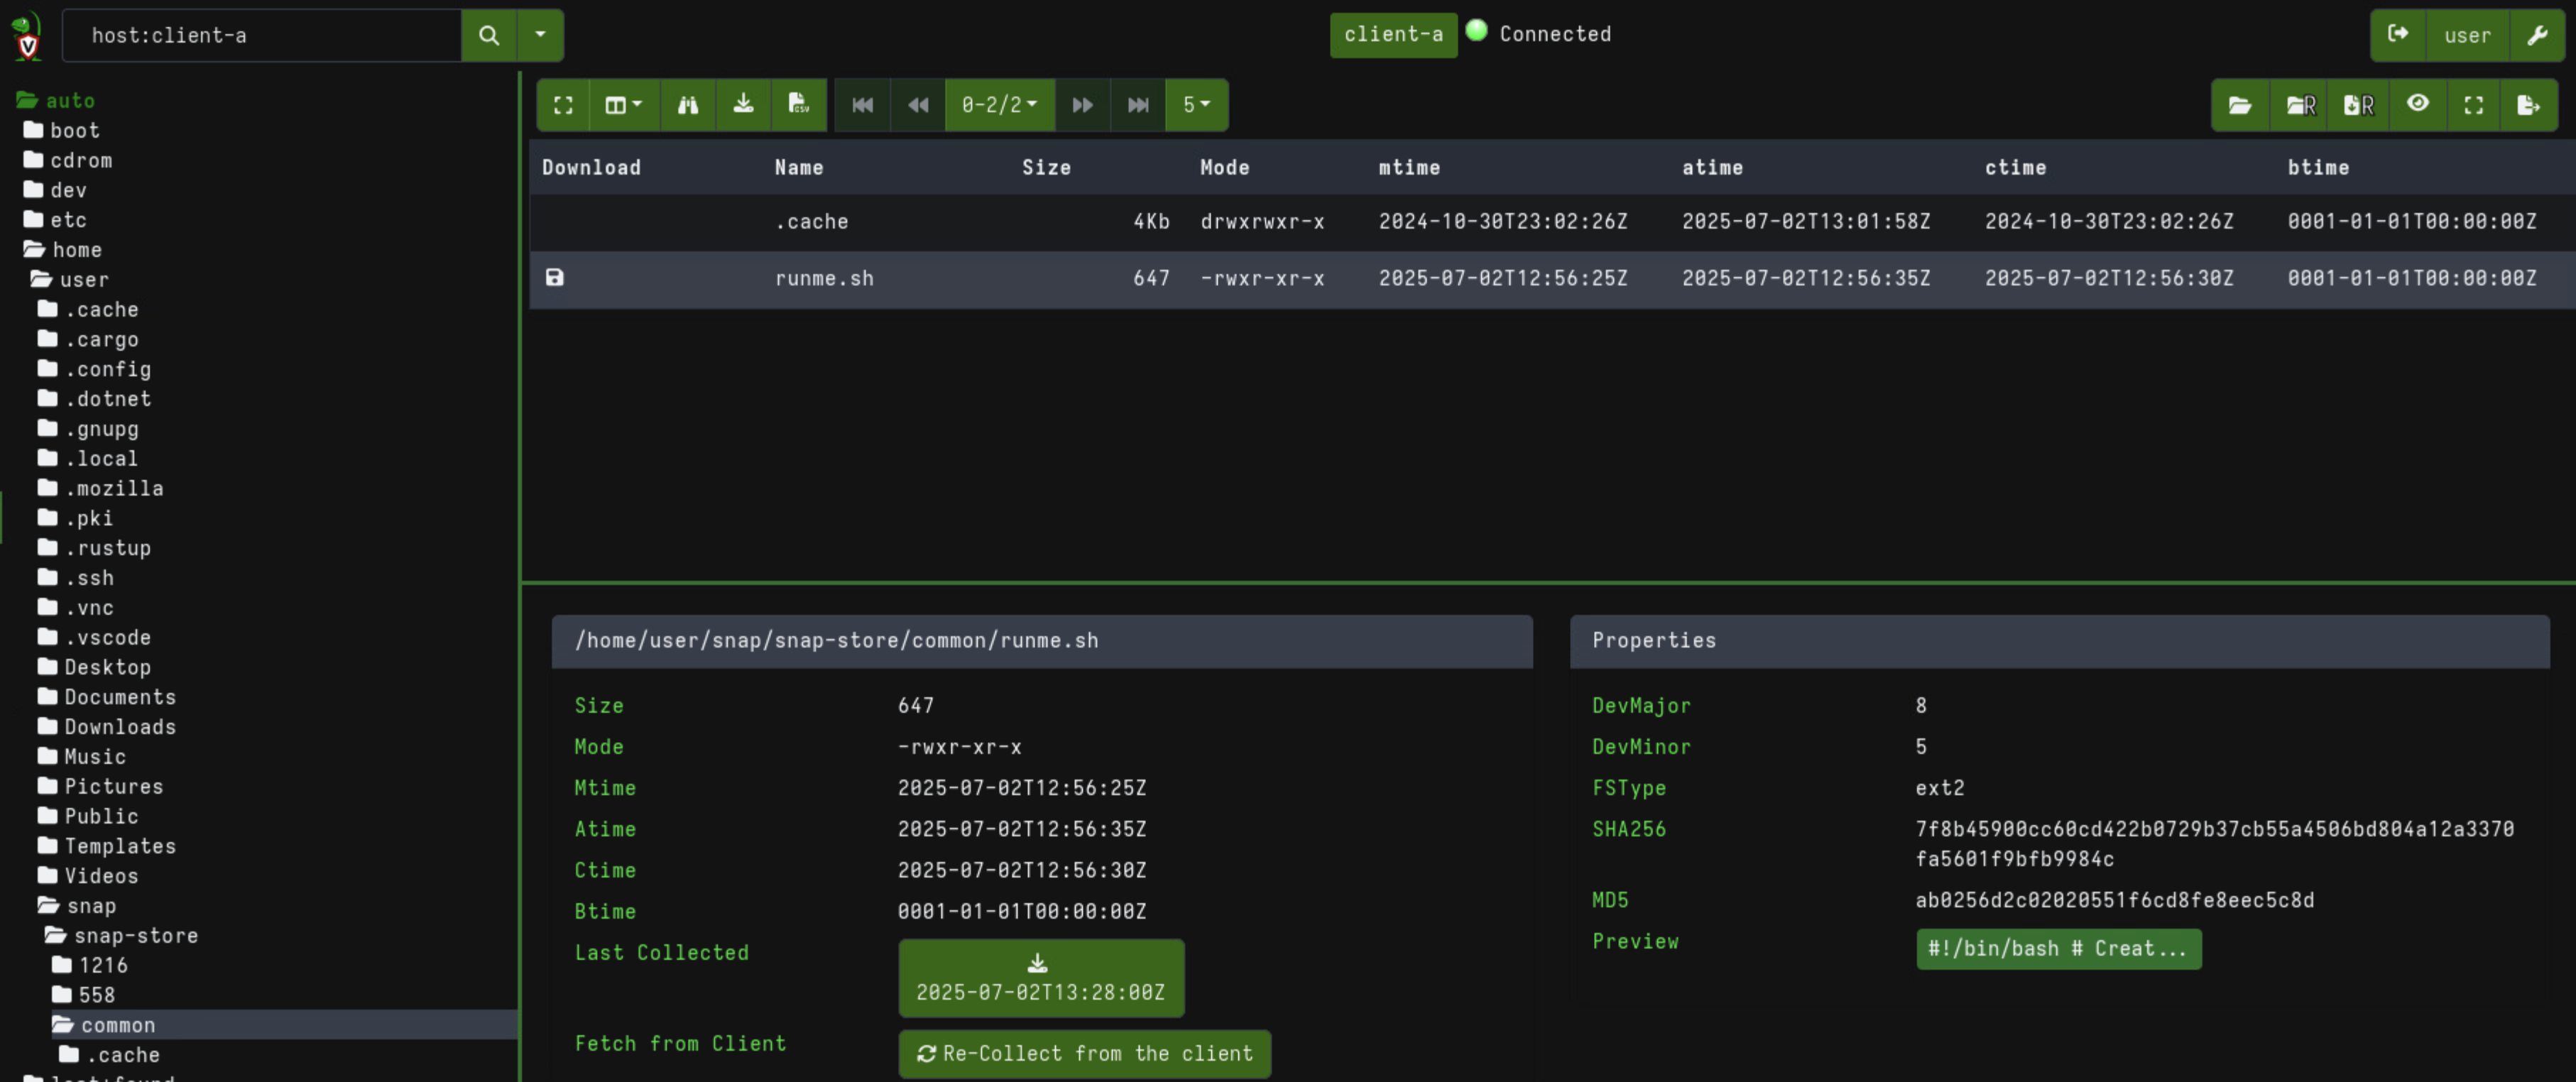 host:client-a
client-a Connected
user
auto
boot
cdrom
dev
etc
home
user
.cache
.cargo
.config
.dotnet
.gnupg
.local
.mozilla
.pki
.rustup
.ssh
.vnc
.vscode
Desktop
Documents
Downloads
Music
Pictures
Public
Templates
Videos
snap
snap-store
1216
558
common
.cache
0-2/2 5
R R
Download Name Size Mode mtime atime ctime btime
.cache 4Kb drwxrwxr-x 2024-10-30T23:02:26Z 2025-07-02T13:01:58Z 2024-10-30T23:02:26Z 0001-01-01T00:00:00Z
runme.sh 647 -rwxr-xr-x 2025-07-02T12:56:25Z 2025-07-02T12:56:35Z 2025-07-02T12:56:30Z 0001-01-01T00:00:00Z
/home/user/snap/snap-store/common/runme.sh
Size 647
Mode -rwxr-xr-x
Mtime 2025-07-02T12:56:25Z
Atime 2025-07-02T12:56:35Z
Ctime 2025-07-02T12:56:30Z
Btime 0001-01-01T00:00:00Z
Last Collected 2025-07-02T13:28:00Z
Fetch from Client Re-Collect from the client
Properties
DevMajor 8
DevMinor 5
FSType ext2
SHA256 7f8b45900cc60cd422b0729b37cb55a4506bd804a12a3370
fa5601f9bfb9984c
MD5 ab0256d2c02020551f6cd8fe8eec5c8d
Preview #!/bin/bash # Creat...